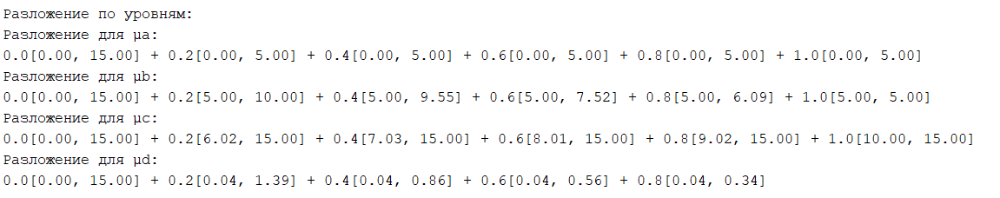 Разложение по уровням:
Разложение для μa:
0.0[0.00, 15.00] + 0.2[0.00, 5.00] + 0.4[0.00, 5.00] + 0.6[0.00, 5.00] + 0.8[0.00, 5.00] + 1.0[0.00, 5.00]
Разложение для μb:
0.0[0.00, 15.00] + 0.2[5.00, 10.00] + 0.4[5.00, 9.55] + 0.6[5.00, 7.52] + 0.8[5.00, 6.09] + 1.0[5.00, 5.00]
Разложение для μc:
0.0[0.00, 15.00] + 0.2[6.02, 15.00] + 0.4[7.03, 15.00] + 0.6[8.01, 15.00] + 0.8[9.02, 15.00] + 1.0[10.00, 15.00]
Разложение для μd:
0.0[0.00, 15.00] + 0.2[0.04, 1.39] + 0.4[0.04, 0.86] + 0.6[0.04, 0.56] + 0.8[0.04, 0.34]